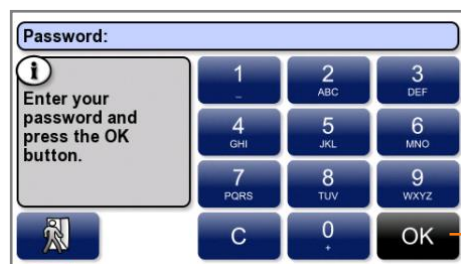 Password:
i
Enter your
password and
press the OK
button.
1 2 3
_ ABC DEF
4 5 6
GHI JKL MNO
7 8 9
PQRS TUV WXYZ
C 0 OK
+